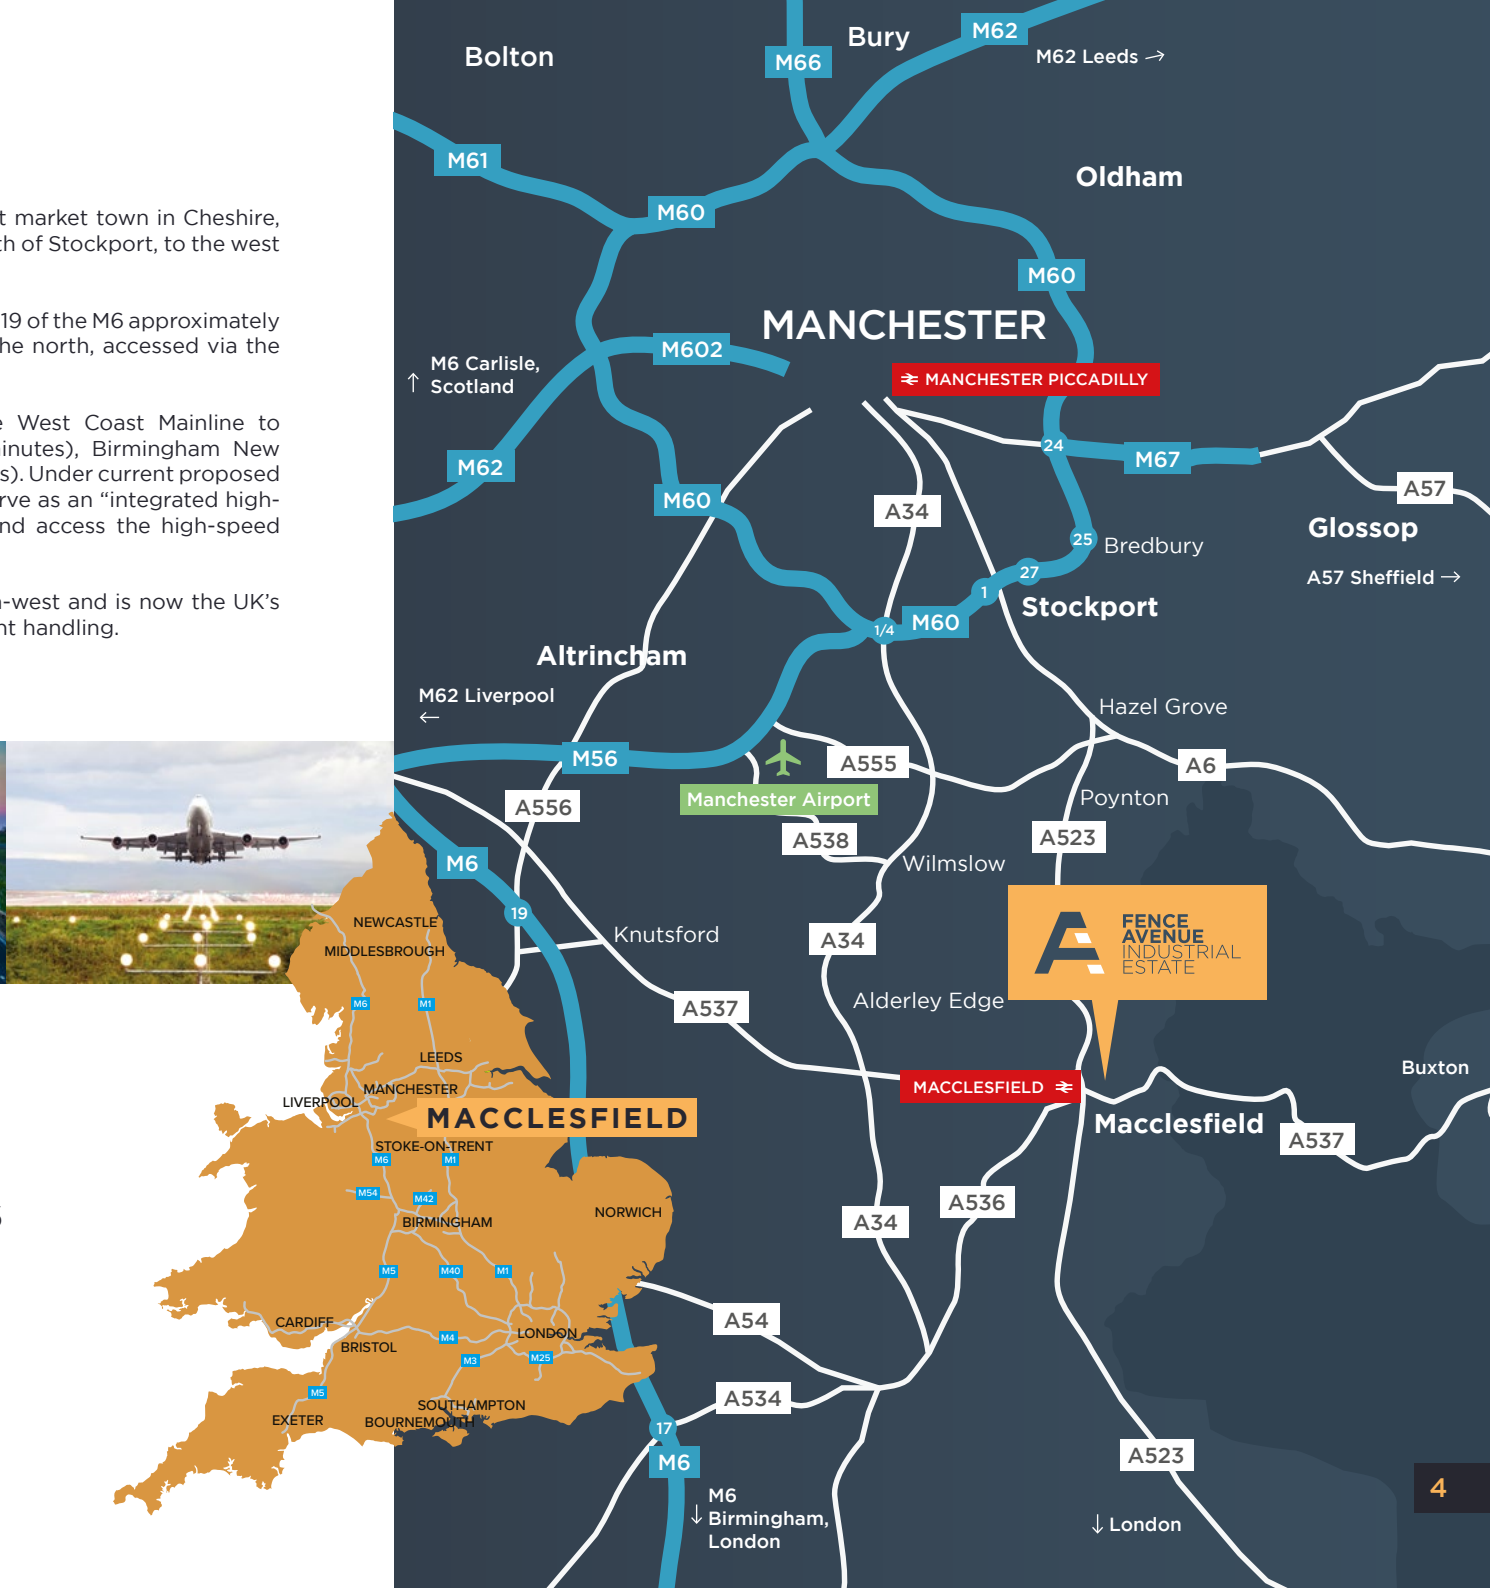 t market town in Cheshire,
th of Stockport, to the west
19 of the M6 approximately
he north, accessed via the
e West Coast Mainline to
inutes), Birmingham New
s). Under current proposed
rve as an “integrated high-
nd access the high-speed
n-west and is now the UK’s
nt handling.
Bolton
Bury
M62
M66
M62 Leeds →
M61
Oldham
M60
M60
MANCHESTER
M602
M6 Carlisle,
↑ Scotland
MANCHESTER PICCADILLY
24
M67
M62
A57
M60
A34
Glossop
25
Bredbury
27
A57 Sheffield →
1
Stockport
1/4
M60
Altrincham
M62 Liverpool
←
Hazel Grove
M56
A555
A6
Manchester Airport
Poynton
A556
A538
A523
M6
Wilmslow
19
Knutsford
A34
FENCE
AVENUE
INDUSTRIAL
ESTATE
A537
Alderley Edge
Buxton
MACCLESFIELD
Macclesfield
A537
A536
A34
A54
A534
17
M6
A523
M6
↓ Birmingham,
London
↓ London
NEWCASTLE
MIDDLESBROUGH
M6
M1
LEEDS
MANCHESTER
LIVERPOOL
MACCLESFIELD
STOKE-ON-TRENT
M6
M1
M54
M42
NORWICH
BIRMINGHAM
M5
M40
M1
CARDIFF
LONDON
BRISTOL
M4
M3
M25
M5
SOUTHAMPTON
EXETER
BOURNEMOUTH
4